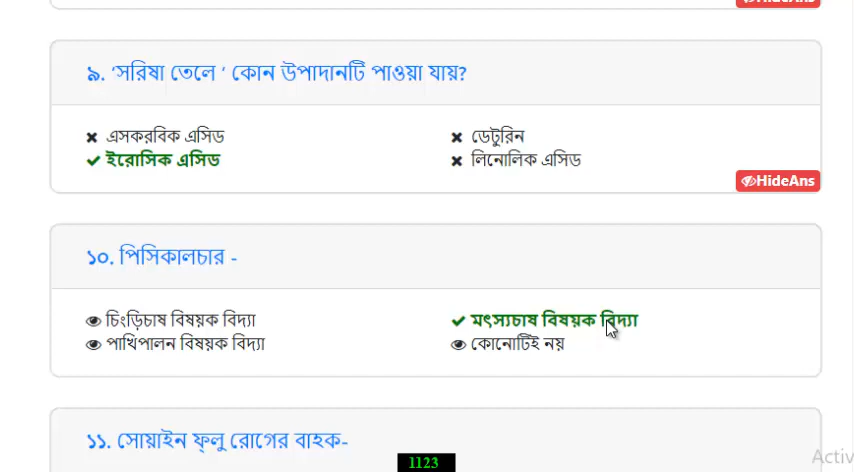 HideAns
৯. ‘সরিষা তেলে ’ কোন উপাদানটি পাওয়া যায়?
এসকরবিক এসিড
ডেটুরিন
ইরোসিক এসিড
লিনোলিক এসিড
HideAns
১০. পিসিকালচার -
চিংড়িচাষ বিষয়ক বিদ্যা
মৎস্যচাষ বিষয়ক বিদ্যা
পাখিপালন বিষয়ক বিদ্যা
কোনোটিই নয়
১১. সোয়াইন ফ্লু রোগের বাহক-
1123
Activ